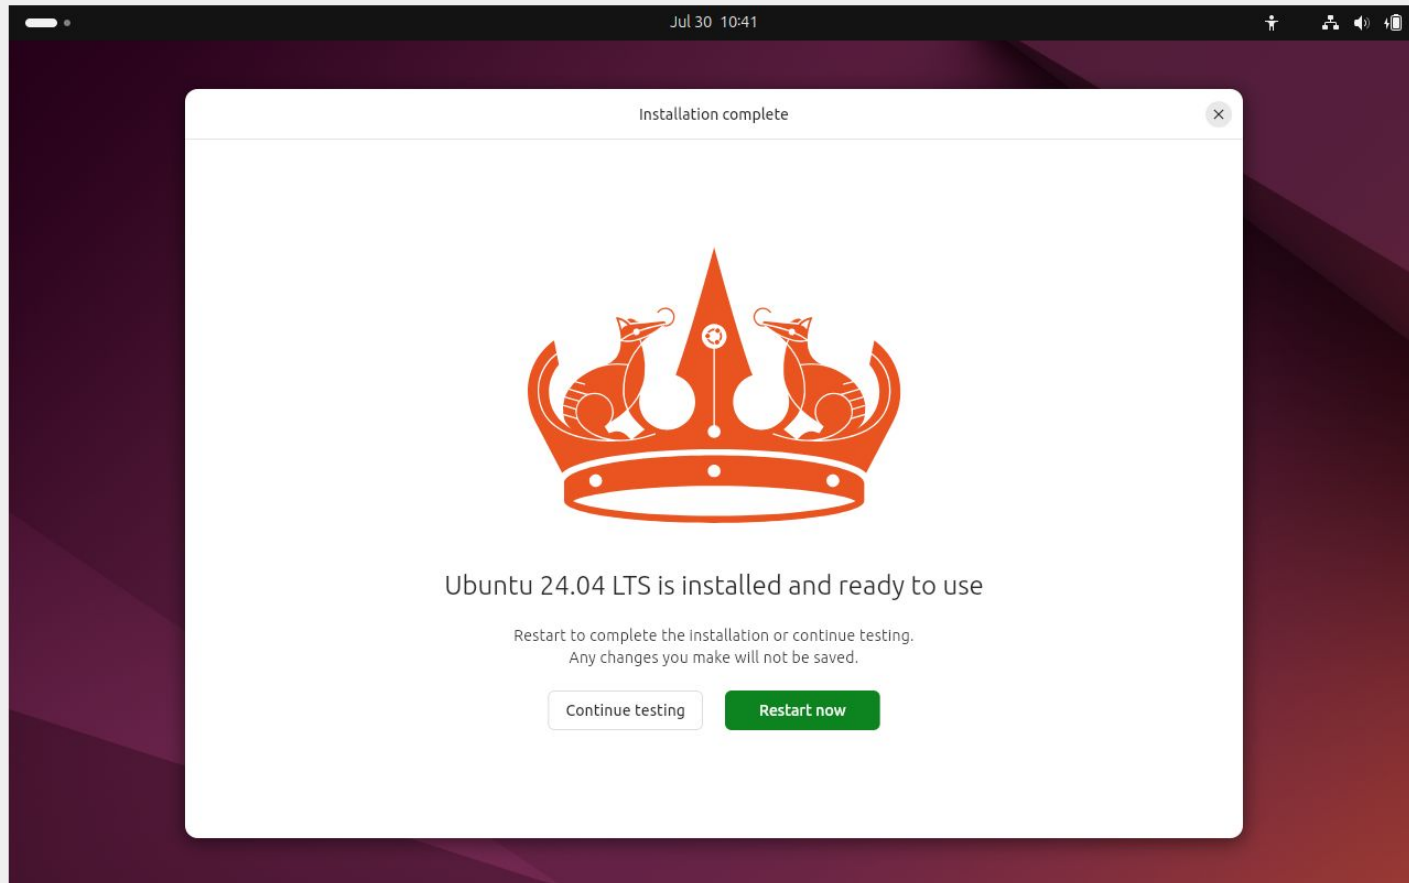 Jul 30 10:41
Installation complete
Ubuntu 24.04 LTS is installed and ready to use
Restart to complete the installation or continue testing.
Any changes you make will not be saved.
Continue testing
Restart now